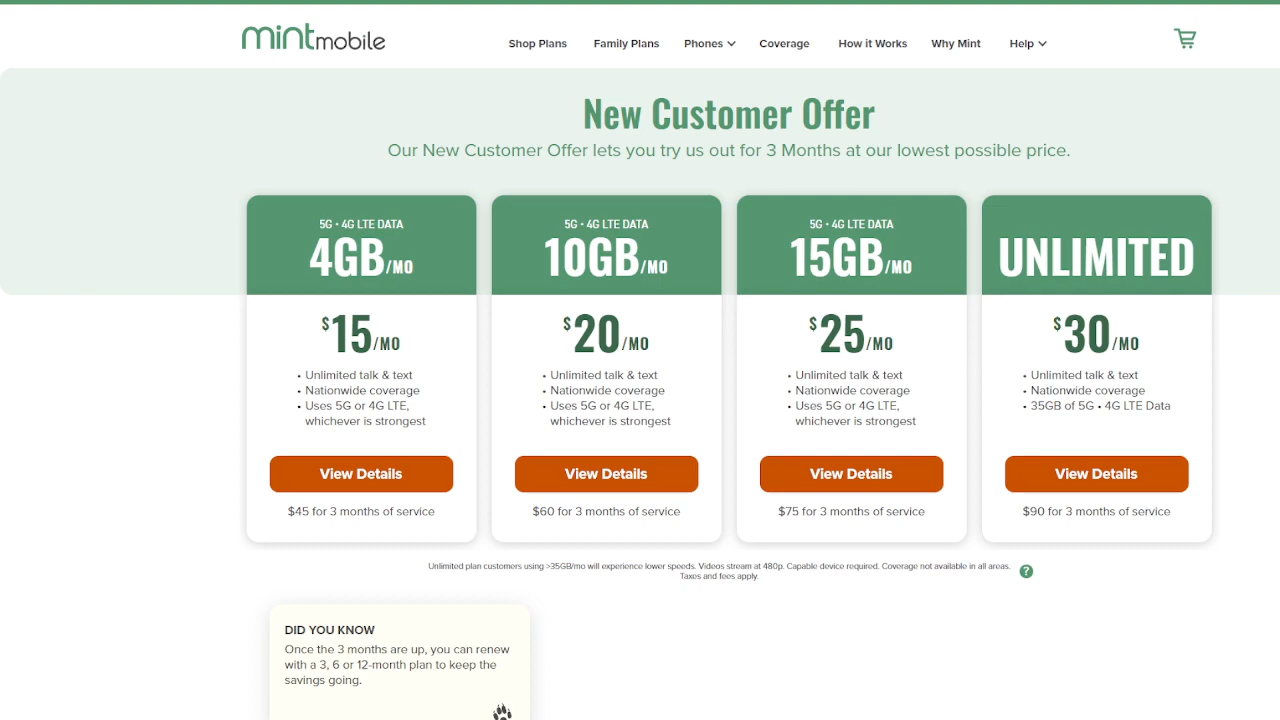 mintmobile
Shop Plans
Family Plans
Phones
Coverage
How it Works
Why Mint
Help
New Customer Offer
Our New Customer Offer lets you try us out for 3 Months at our lowest possible price.
5G • 4G LTE DATA
4GB/MO
$15/MO
• Unlimited talk & text
• Nationwide coverage
• Uses 5G or 4G LTE,
whichever is strongest
View Details
$45 for 3 months of service
5G • 4G LTE DATA
10GB/MO
$20/MO
• Unlimited talk & text
• Nationwide coverage
• Uses 5G or 4G LTE,
whichever is strongest
View Details
$60 for 3 months of service
5G • 4G LTE DATA
15GB/MO
$25/MO
• Unlimited talk & text
• Nationwide coverage
• Uses 5G or 4G LTE,
whichever is strongest
View Details
$75 for 3 months of service
UNLIMITED
$30/MO
• Unlimited talk & text
• Nationwide coverage
• 35GB of 5G • 4G LTE Data
View Details
$90 for 3 months of service
Unlimited plan customers using >35GB/mo will experience lower speeds. Videos stream at 480p. Capable device required. Coverage not available in all areas.
Taxes and fees apply.
?
DID YOU KNOW
Once the 3 months are up, you can renew
with a 3, 6 or 12-month plan to keep the
savings going.